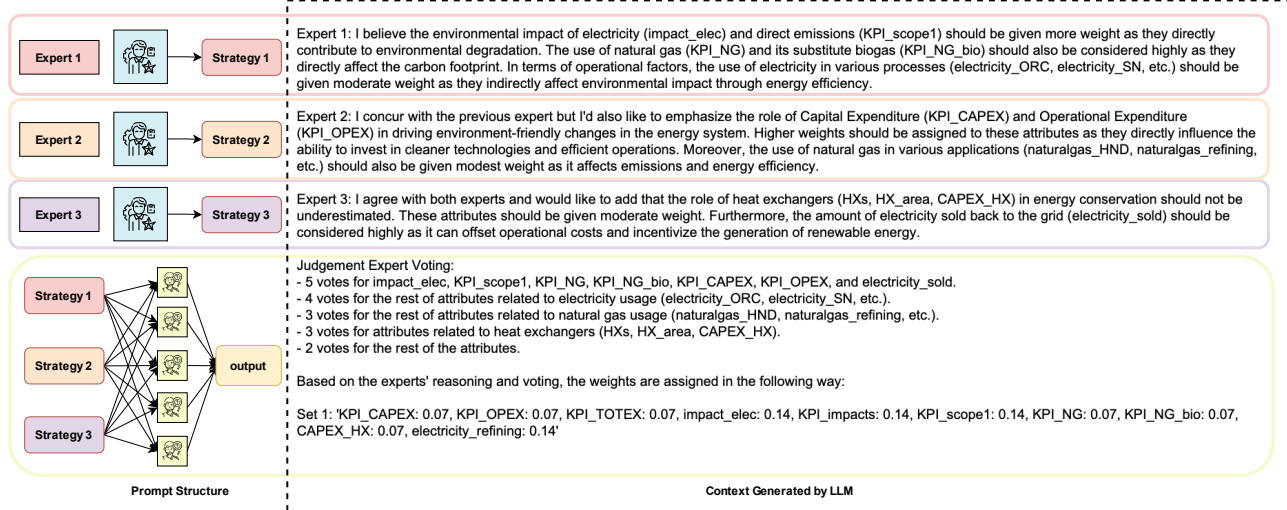 Expert 1
Strategy 1
Expert 1: I believe the environmental impact of electricity (impact_elec) and direct emissions (KPI_scope1) should be given more weight as they directly
contribute to environmental degradation. The use of natural gas (KPI_NG) and its substitute biogas (KPI_NG_bio) should also be considered highly as they
directly affect the carbon footprint. In terms of operational factors, the use of electricity in various processes (electricity_ORC, electricity_SN, etc.) should be
given moderate weight as they indirectly affect environmental impact through energy efficiency.
Expert 2
Strategy 2
Expert 2: I concur with the previous expert but I'd also like to emphasize the role of Capital Expenditure (KPI_CAPEX) and Operational Expenditure
(KPI_OPEX) in driving environment-friendly changes in the energy system. Higher weights should be assigned to these attributes as they directly influence the
ability to invest in cleaner technologies and efficient operations. Moreover, the use of natural gas in various applications (naturalgas_HND, naturalgas_refining,
etc.) should also be given modest weight as it affects emissions and energy efficiency.
Expert 3
Strategy 3
Expert 3: I agree with both experts and would like to add that the role of heat exchangers (HXs, HX_area, CAPEX_HX) in energy conservation should not be
underestimated. These attributes should be given moderate weight. Furthermore, the amount of electricity sold back to the grid (electricity_sold) should be
considered highly as it can offset operational costs and incentivize the generation of renewable energy.
Strategy 1
Strategy 2
Strategy 3
output
Judgement Expert Voting:
- 5 votes for impact_elec, KPI_scope1, KPI_NG, KPI_NG_bio, KPI_CAPEX, KPI_OPEX, and electricity_sold.
- 4 votes for the rest of attributes related to electricity usage (electricity_ORC, electricity_SN, etc.).
- 3 votes for the rest of attributes related to natural gas usage (naturalgas_HND, naturalgas_refining, etc.).
- 3 votes for attributes related to heat exchangers (HXs, HX_area, CAPEX_HX).
- 2 votes for the rest of the attributes.
Based on the experts' reasoning and voting, the weights are assigned in the following way:
Set 1: 'KPI_CAPEX: 0.07, KPI_OPEX: 0.07, KPI_TOTEX: 0.07, impact_elec: 0.14, KPI_impacts: 0.14, KPI_scope1: 0.14, KPI_NG: 0.07, KPI_NG_bio: 0.07,
CAPEX_HX: 0.07, electricity_refining: 0.14'
Prompt Structure
Context Generated by LLM